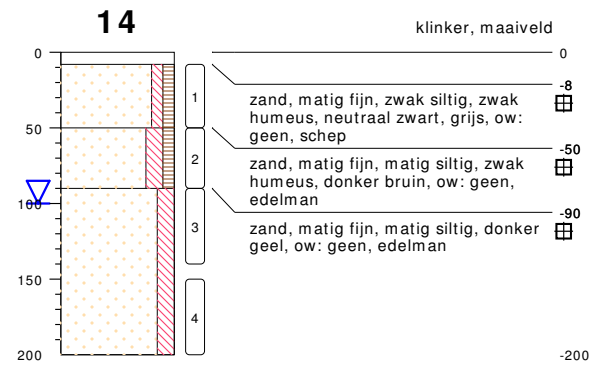 14
klinker, maaiveld
0
0
-8
zand, matig fijn, zwak siltig, zwak
humeus, neutraal zwart, grijs, ow:
geen, schep
1
50
-50
zand, matig fijn, matig siltig, zwak
humeus, donker bruin, ow: geen,
edelman
2
100
-90
zand, matig fijn, matig siltig, donker
geel, ow: geen, edelman
3
150
4
200
-200